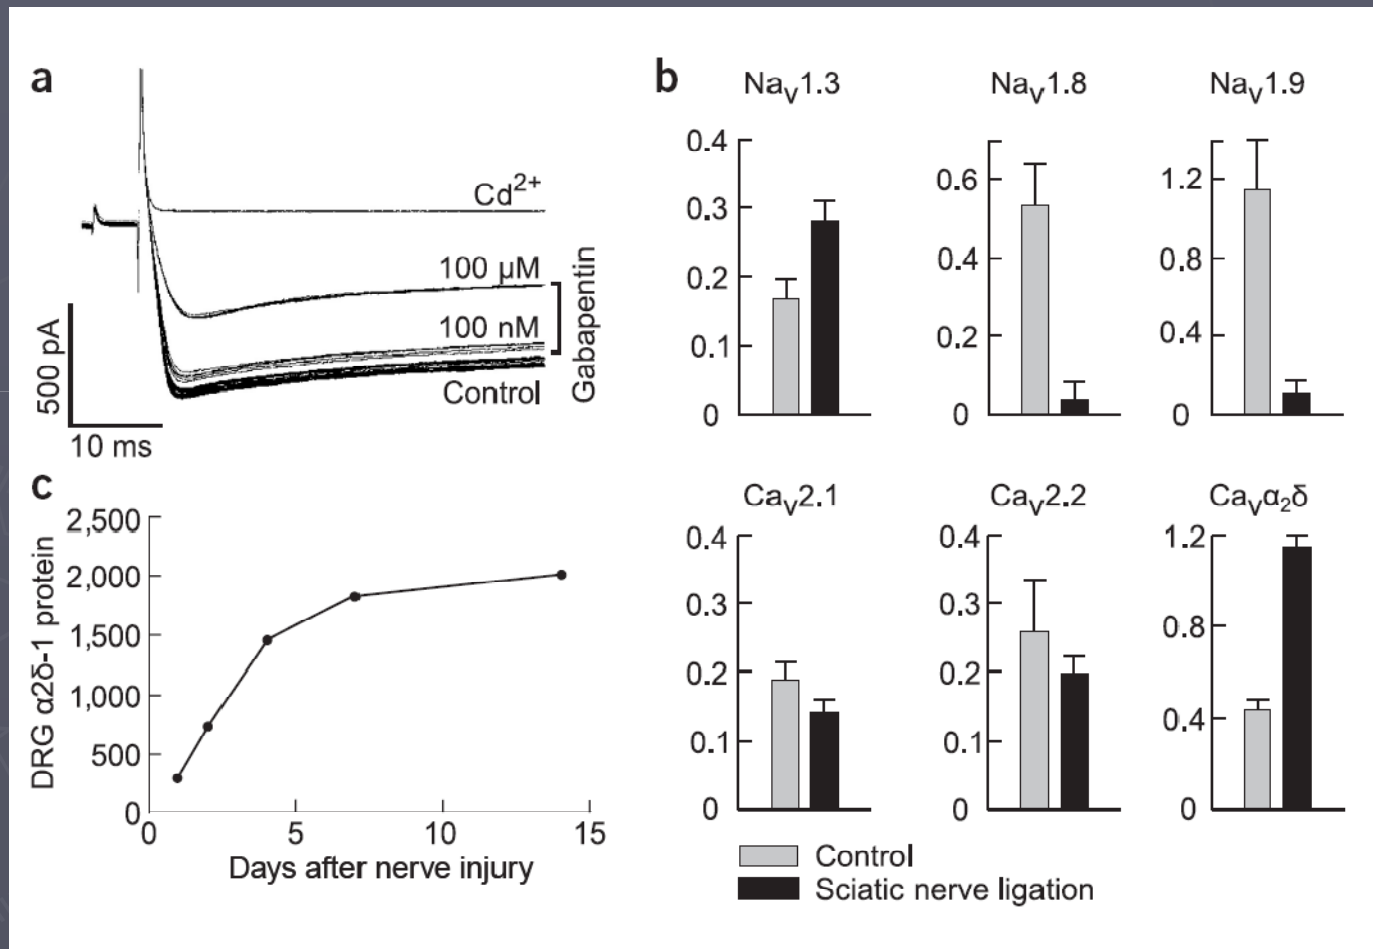 a
Cd²⁺
100 µM
100 nM
Control
Gabapentin
500 pA
10 ms
b
Naᵥ1.3
0.4
0.3
0.2
0.1
0
Naᵥ1.8
0.6
0.4
0.2
0
Naᵥ1.9
1.2
0.8
0.4
0
Caᵥ2.1
0.4
0.3
0.2
0.1
0
Caᵥ2.2
0.4
0.3
0.2
0.1
0
Caᵥα₂δ
1.2
0.8
0.4
0
Control
Sciatic nerve ligation
c
DRG α2δ-1 protein
2,500
2,000
1,500
1,000
500
0
0 5 10 15
Days after nerve injury